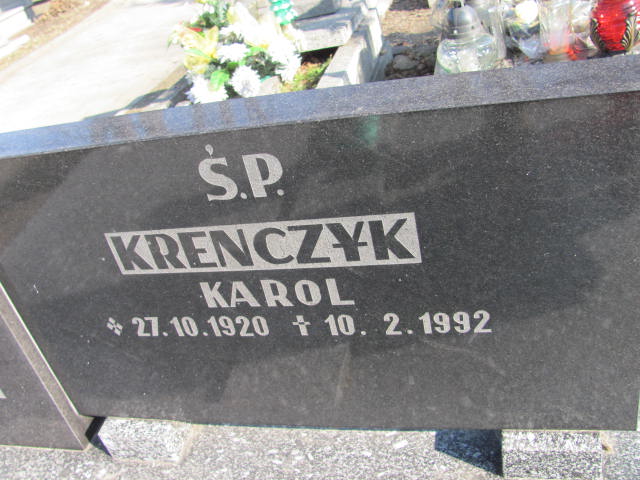 Ś.P.
KRENCZYK
KAROL
* 27.10.1920 † 10. 2.1992